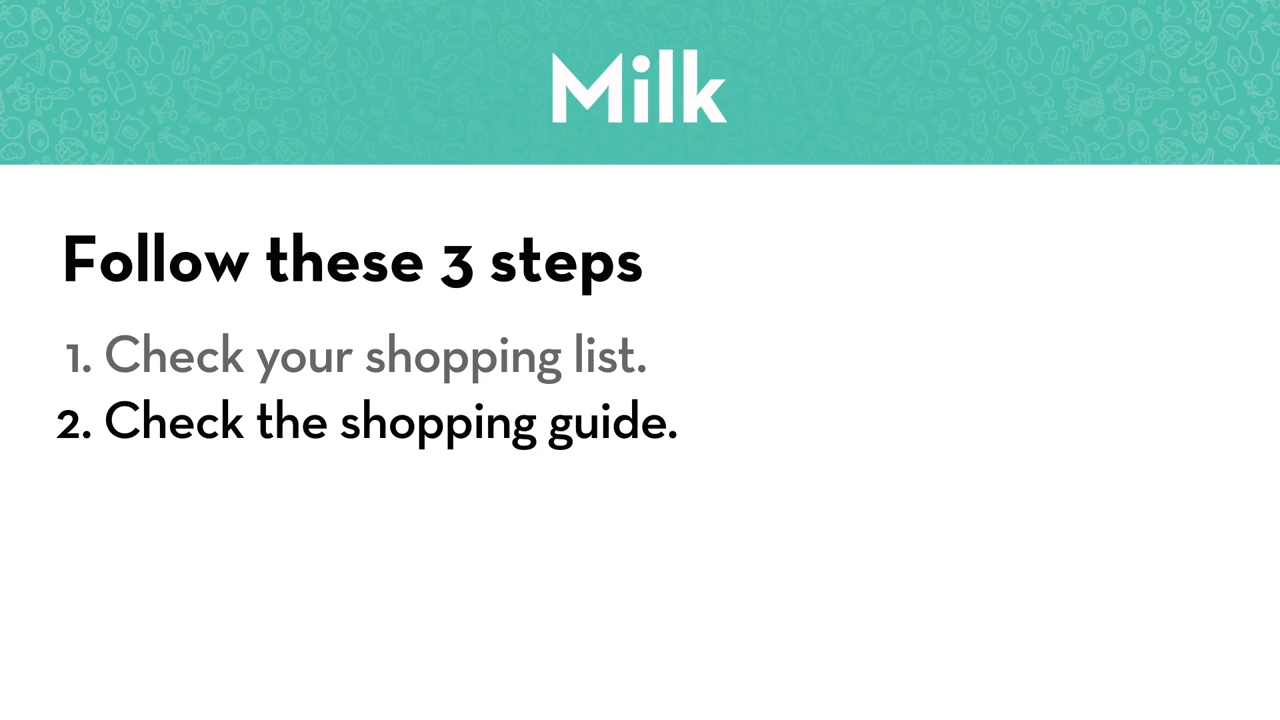 Milk
Follow these 3 steps
1. Check your shopping list.
2. Check the shopping guide.